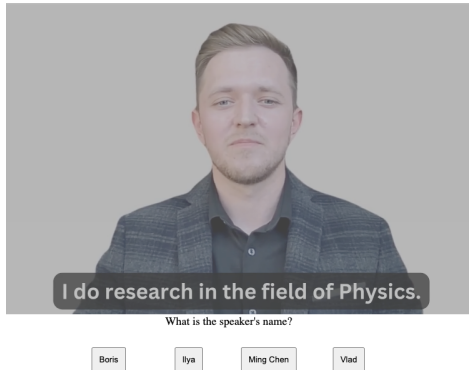 I do research in the field of Physics.
What is the speaker's name?
Boris Ilya Ming Chen Vlad